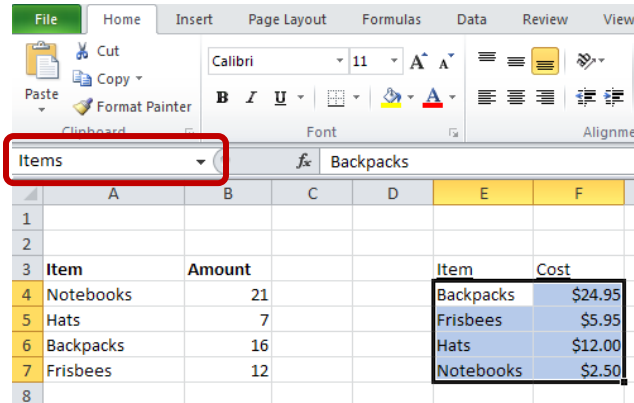 File Home Insert Page Layout Formulas Data Review View
Cut
Calibri 11 A A
Copy
Paste
Format Painter
B I U A
Clipboard Font Alignme
Items fx Backpacks
A B C D E F
1
2
3 Item Amount Item Cost
4 Notebooks 21 Backpacks $24.95
5 Hats 7 Frisbees $5.95
6 Backpacks 16 Hats $12.00
7 Frisbees 12 Notebooks $2.50
8